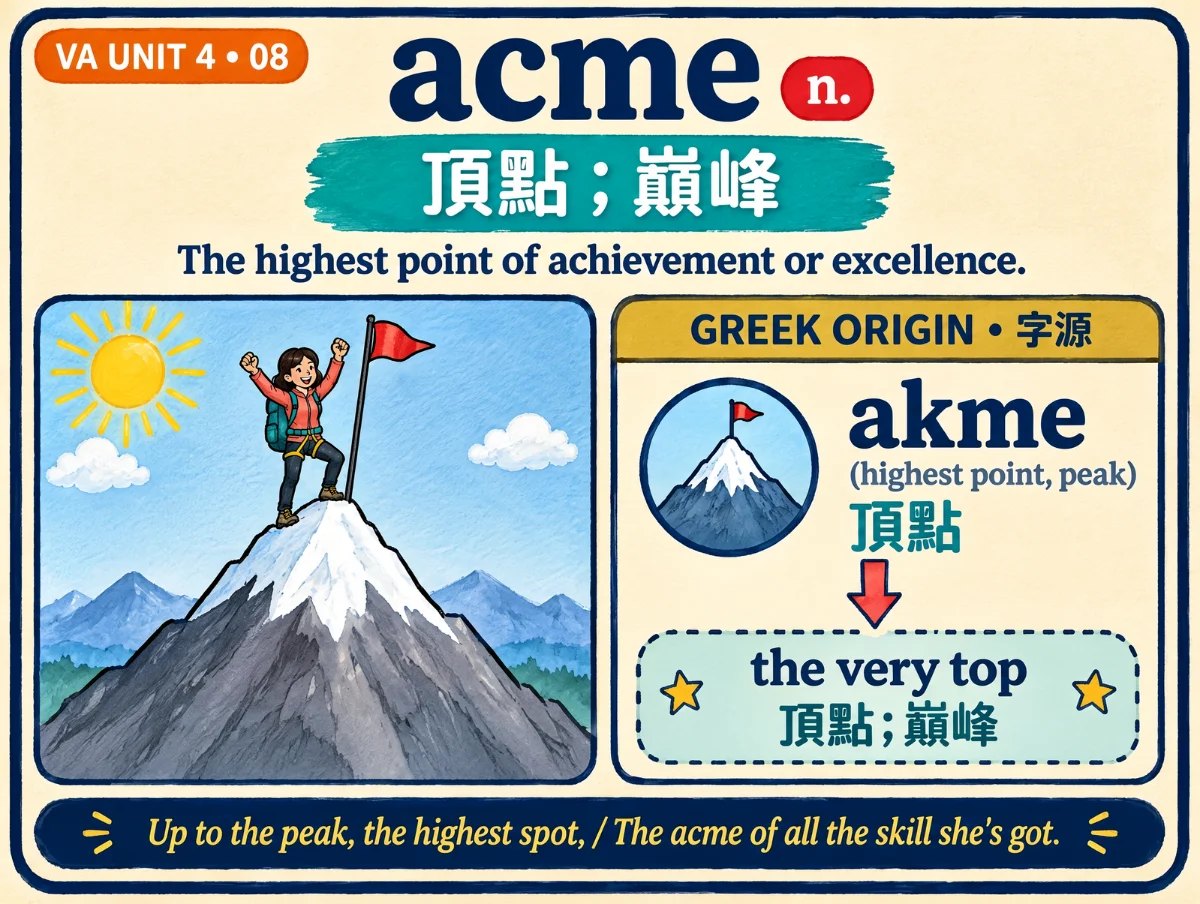 VA UNIT 4 • 08
acme n.
頂點；巔峰
The highest point of achievement or excellence.
GREEK ORIGIN • 字源
akme
(highest point, peak)
頂點
the very top
頂點；巔峰
Up to the peak, the highest spot, / The acme of all the skill she's got.